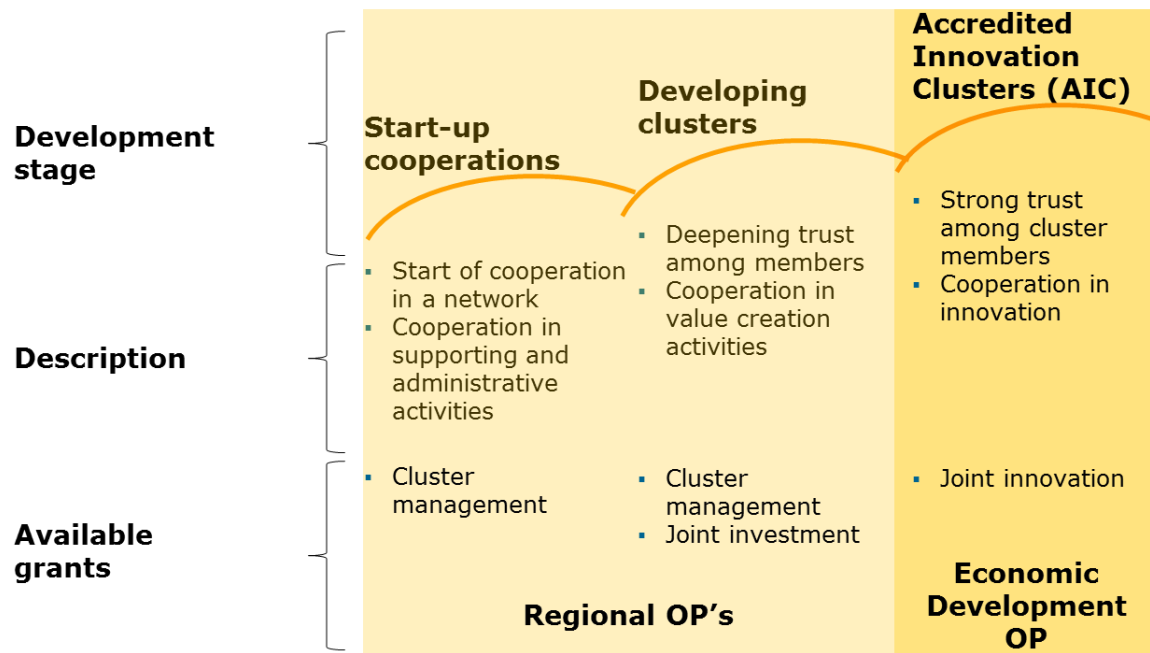 Development
stage
Start-up
cooperations
Developing
clusters
Accredited
Innovation
Clusters (AIC)
Description
▪ Start of cooperation
in a network
▪ Cooperation in
supporting and
administrative
activities
▪ Deepening trust
among members
▪ Cooperation in
value creation
activities
▪ Strong trust
among cluster
members
▪ Cooperation in
innovation
Available
grants
▪ Cluster
management
▪ Cluster
management
▪ Joint investment
▪ Joint innovation
Regional OP’s
Economic
Development
OP